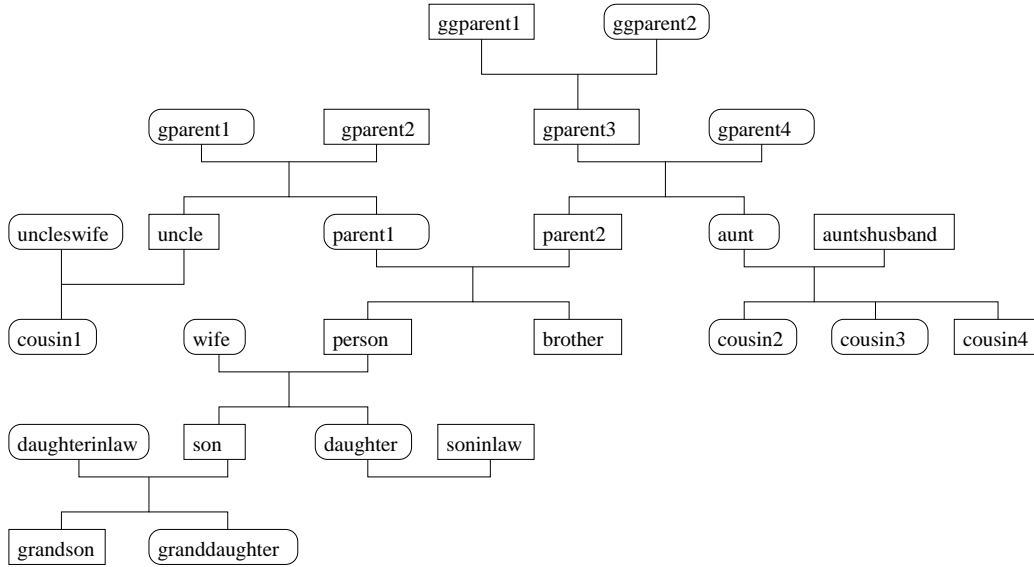 ggparent1 ggparent2
gparent1 gparent2 gparent3 gparent4
uncleswife uncle parent1 parent2 aunt auntshusband
cousin1 wife person brother cousin2 cousin3 cousin4
daughterinlaw son daughter soninlaw
grandson granddaughter